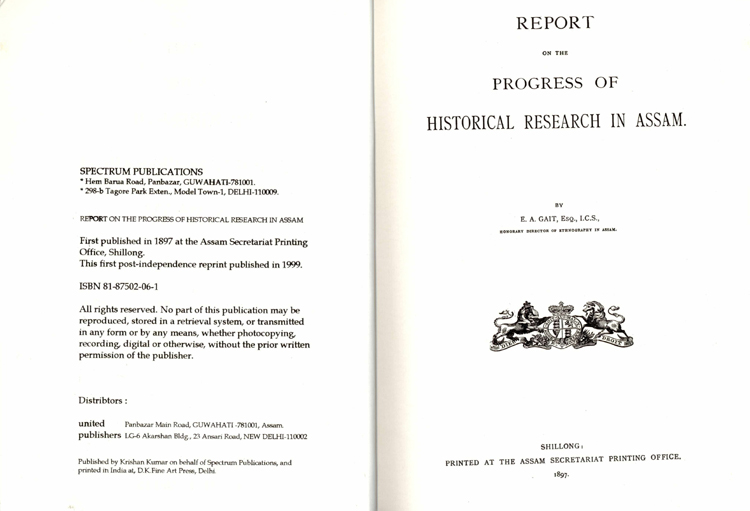 SPECTRUM PUBLICATIONS
* Hem Barua Road, Panbazar, GUWAHATI-781001.
* 298-b Tagore Park Exten., Model Town-1, DELHI-110009.
REPORT ON THE PROGRESS OF HISTORICAL RESEARCH IN ASSAM
First published in 1897 at the Assam Secretariat Printing
Office, Shillong.
This first post-independence reprint published in 1999.
ISBN 81-87502-06-1
All rights reserved. No part of this publication may be
reproduced, stored in a retrieval system, or transmitted
in any form or by any means, whether photocopying,
recording, digital or otherwise, without the prior written
permission of the publisher.
Distribtors :
united Panbazar Main Road, GUWAHATI -781001, Assam.
publishers LG-6 Akarshan Bldg., 23 Ansari Road, NEW DELHI-110002
Published by Krishan Kumar on behalf of Spectrum Publications, and
printed in India at, D.K.Fine Art Press, Delhi
REPORT
ON THE
PROGRESS OF
HISTORICAL RESEARCH IN ASSAM.
BY
E. A. GAIT, ESQ., I.C.S.,
HONORARY DIRECTOR OF ETHNOGRAPHY IN ASSAM.
DIEU
DROIT
SHILLONG:
PRINTED AT THE ASSAM SECRETARIAT PRINTING OFFICE.
1897.